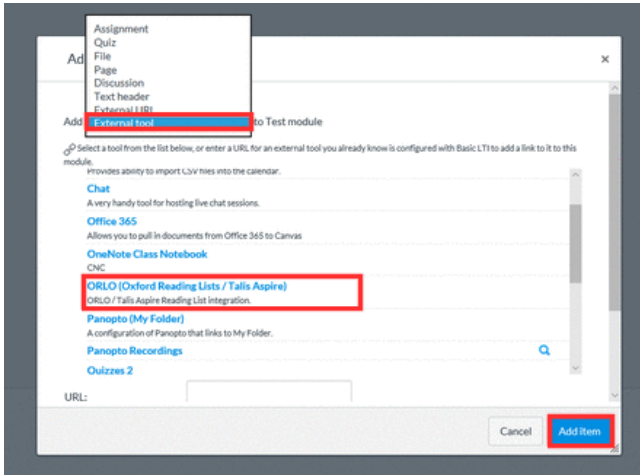 Assignment
Quiz
File
Page
Discussion
Text header
External URL
External tool
Ad
×
Add
to Test module
Select a tool from the list below, or enter a URL for an external tool you already know is configured with Basic LTI to add a link to it to this
module.
Provides ability to import CSV files into the calendar.
Chat
A very handy tool for hosting live chat sessions.
Office 365
Allows you to pull in documents from Office 365 to Canvas
OneNote Class Notebook
CNC
ORLO (Oxford Reading Lists / Talis Aspire)
ORLO / Talis Aspire Reading List integration.
Panopto (My Folder)
A configuration of Panopto that links to My Folder.
Panopto Recordings
Quizzes 2
URL:
Cancel
Add item